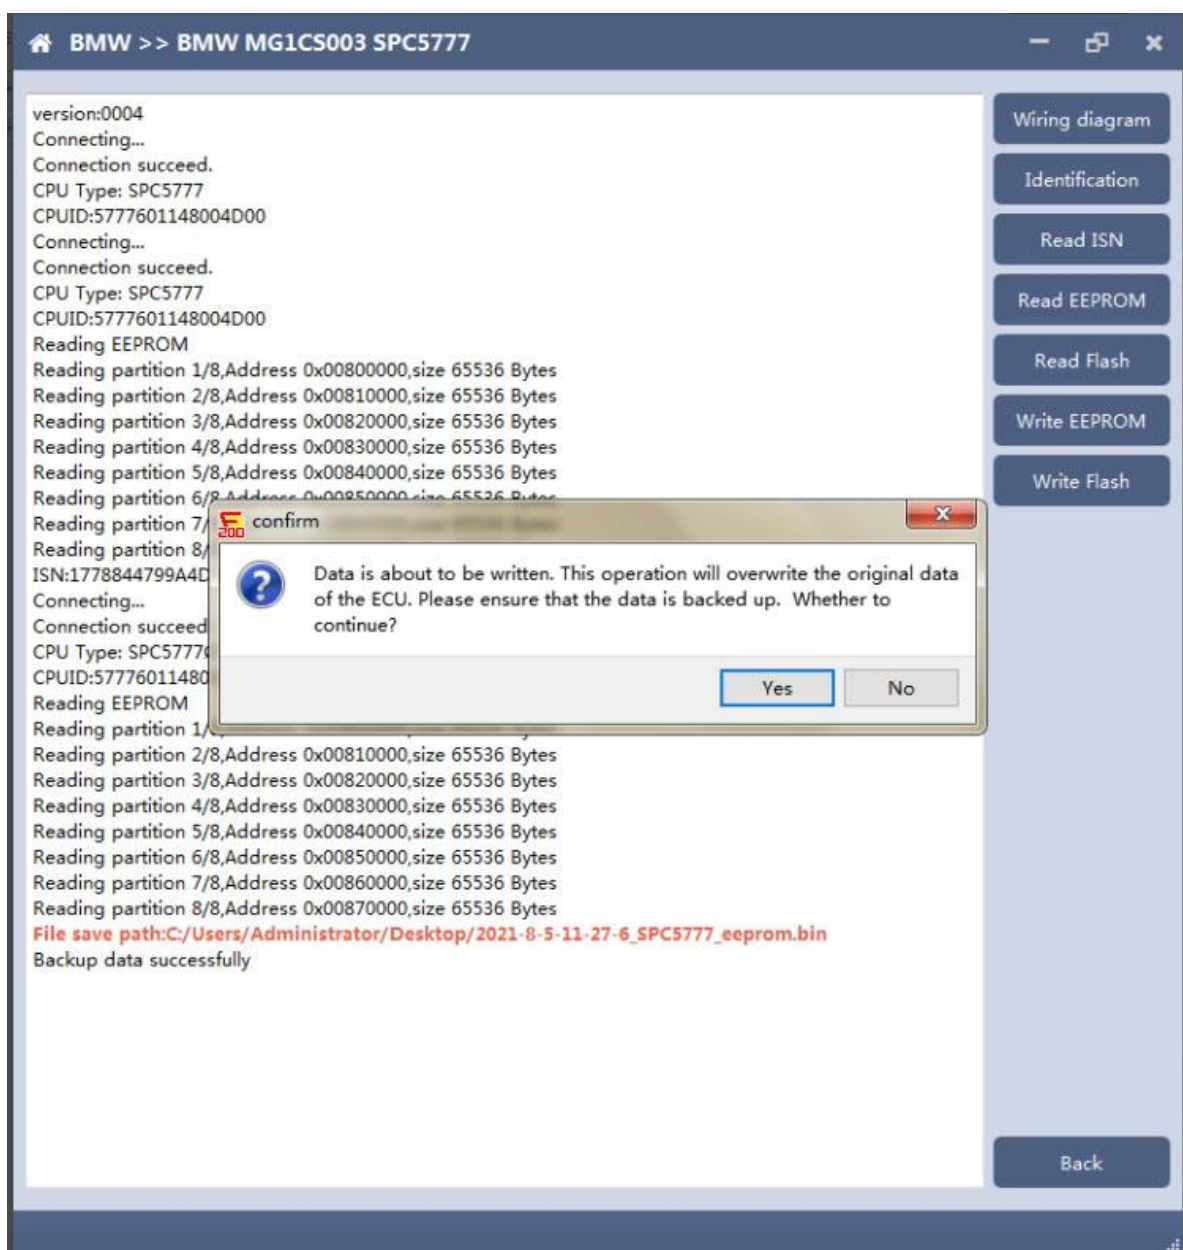 BMW >> BMW MG1CS003 SPC5777
version:0004
Connecting...
Connection succeed.
CPU Type: SPC5777
CPUID:5777601148004D00
Connecting...
Connection succeed.
CPU Type: SPC5777
CPUID:5777601148004D00
Reading EEPROM
Reading partition 1/8,Address 0x00800000,size 65536 Bytes
Reading partition 2/8,Address 0x00810000,size 65536 Bytes
Reading partition 3/8,Address 0x00820000,size 65536 Bytes
Reading partition 4/8,Address 0x00830000,size 65536 Bytes
Reading partition 5/8,Address 0x00840000,size 65536 Bytes
Reading partition 6/8,Address 0x00850000,size 65536 Bytes
Reading partition 7/
Reading partition 8/
ISN:1778844799A4D
Connecting...
Connection succeed
CPU Type: SPC5777
CPUID:57776011480
Reading EEPROM
Reading partition 1/
Reading partition 2/8,Address 0x00810000,size 65536 Bytes
Reading partition 3/8,Address 0x00820000,size 65536 Bytes
Reading partition 4/8,Address 0x00830000,size 65536 Bytes
Reading partition 5/8,Address 0x00840000,size 65536 Bytes
Reading partition 6/8,Address 0x00850000,size 65536 Bytes
Reading partition 7/8,Address 0x00860000,size 65536 Bytes
Reading partition 8/8,Address 0x00870000,size 65536 Bytes
File save path:C:/Users/Administrator/Desktop/2021-8-5-11-27-6_SPC5777_eeprom.bin
Backup data successfully
200
confirm
Data is about to be written. This operation will overwrite the original data
of the ECU. Please ensure that the data is backed up.  Whether to
continue?
Yes
No
Wiring diagram
Identification
Read ISN
Read EEPROM
Read Flash
Write EEPROM
Write Flash
Back